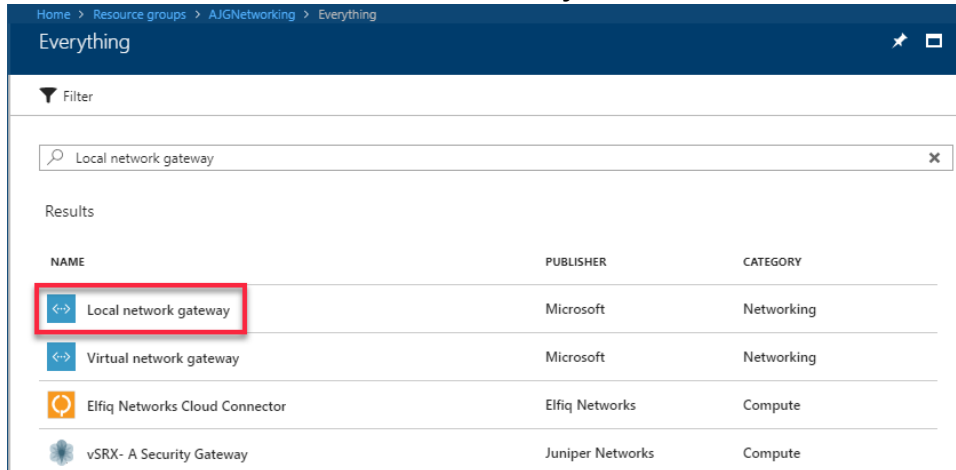 Home > Resource groups > AJGNetworking > Everything
Everything
Filter
Local network gateway
Results
NAME PUBLISHER CATEGORY
Local network gateway Microsoft Networking
Virtual network gateway Microsoft Networking
Elfiq Networks Cloud Connector Elfiq Networks Compute
vSRX- A Security Gateway Juniper Networks Compute